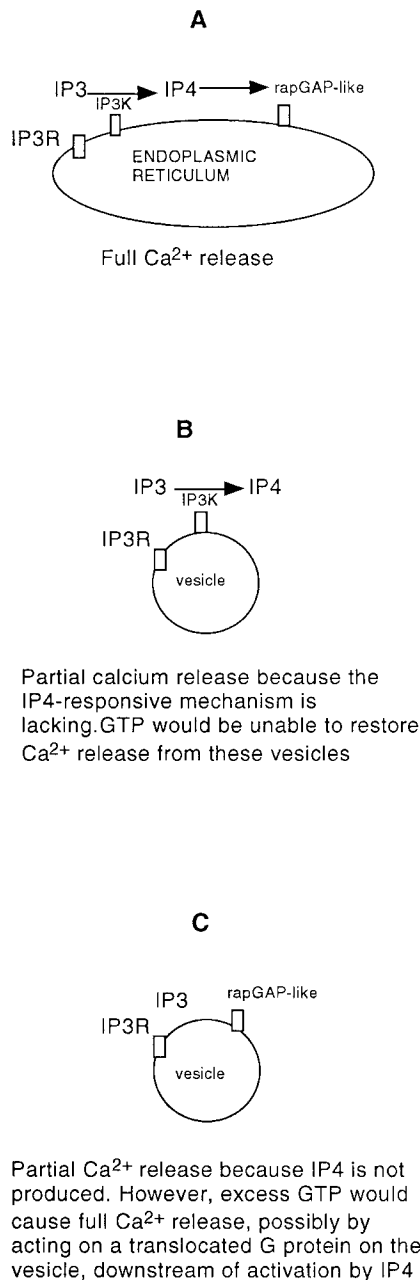 A
IP3 IP4 rapGAP-like
IP3K
IP3R
ENDOPLASMIC
RETICULUM
Full Ca2+ release
B
IP3 IP4
IP3K
IP3R
vesicle
Partial calcium release because the
IP4-responsive mechanism is
lacking.GTP would be unable to restore
Ca2+ release from these vesicles
C
rapGAP-like
IP3
IP3R
vesicle
Partial Ca2+ release because IP4 is not
produced. However, excess GTP would
cause full Ca2+ release, possibly by
acting on a translocated G protein on the
vesicle, downstream of activation by IP4